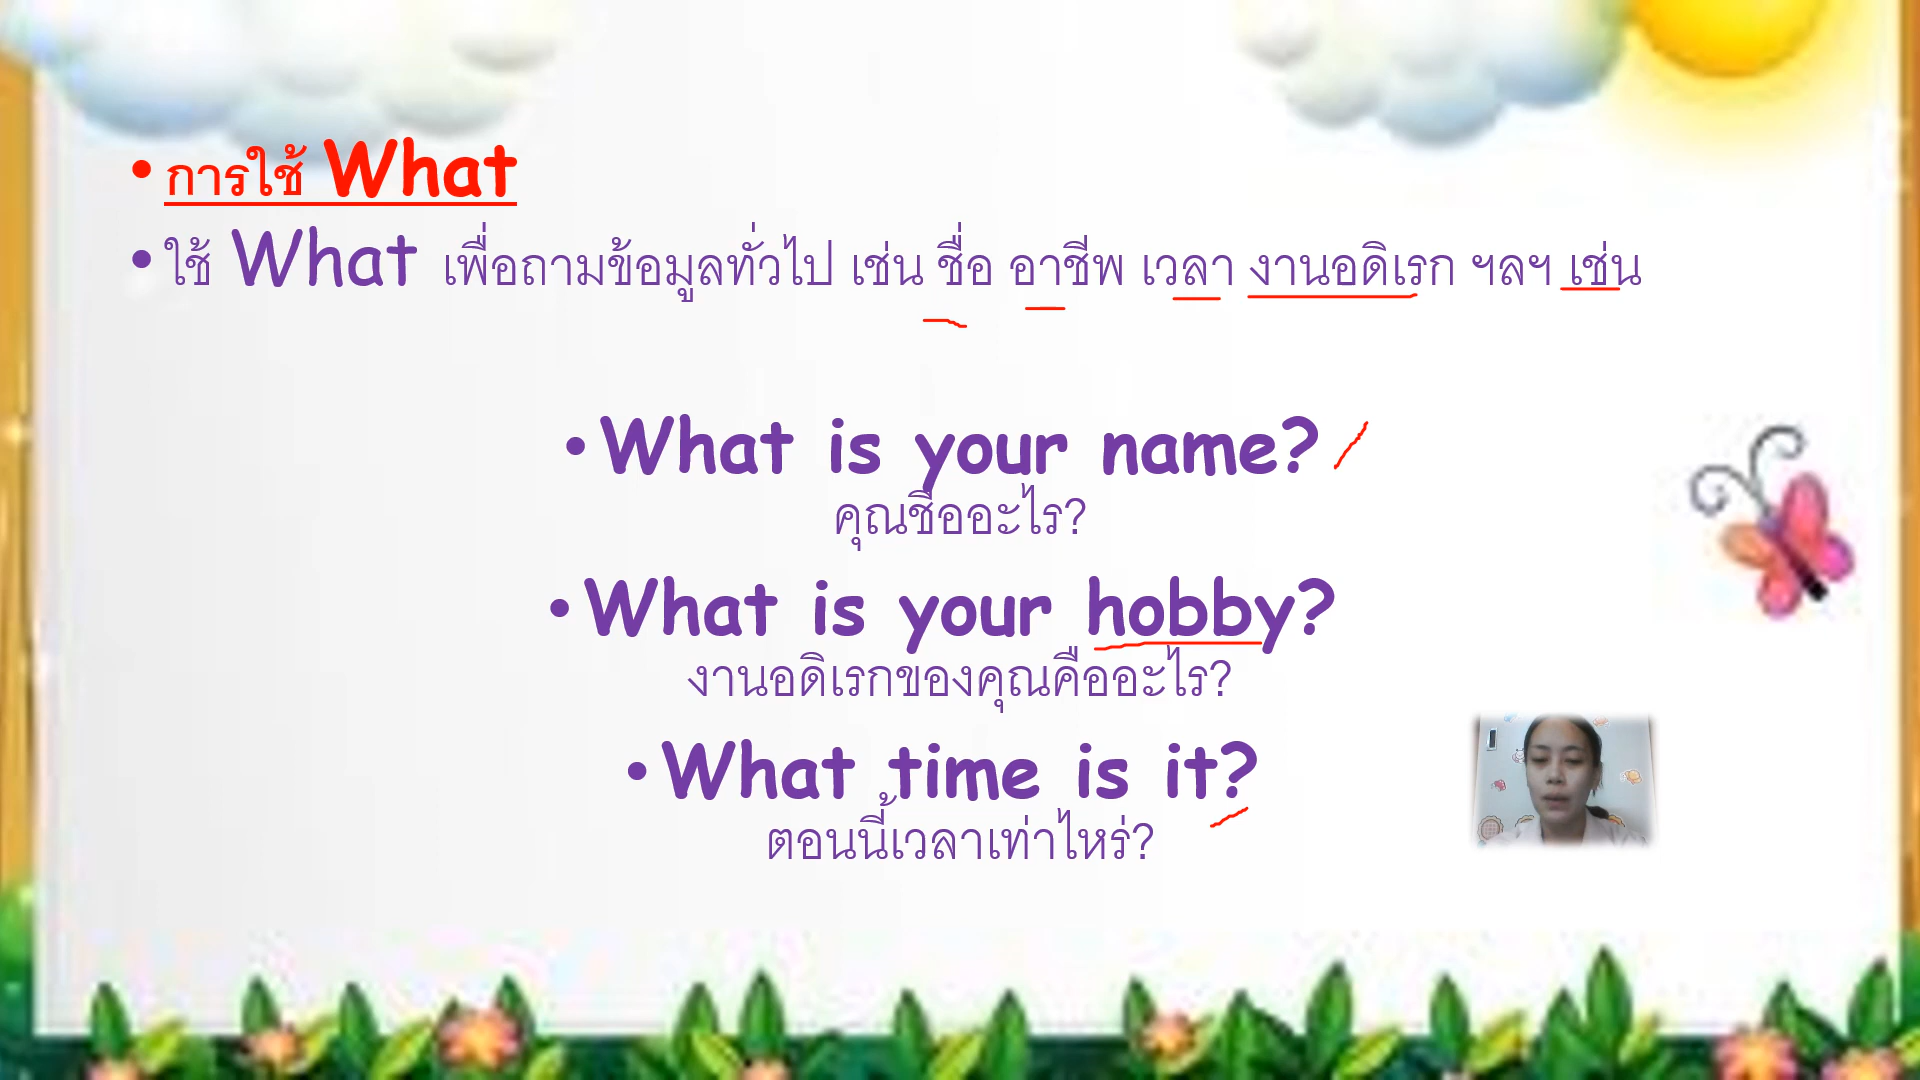 • การใช้ What
• ใช้ What เพื่อถามข้อมูลทั่วไป เช่น ชื่อ อาชีพ เวลา งานอดิเรก ฯลฯ เช่น
• What is your name?
คุณชื่ออะไร?
• What is your hobby?
งานอดิเรกของคุณคืออะไร?
• What time is it?
ตอนนี้เวลาเท่าไหร่?